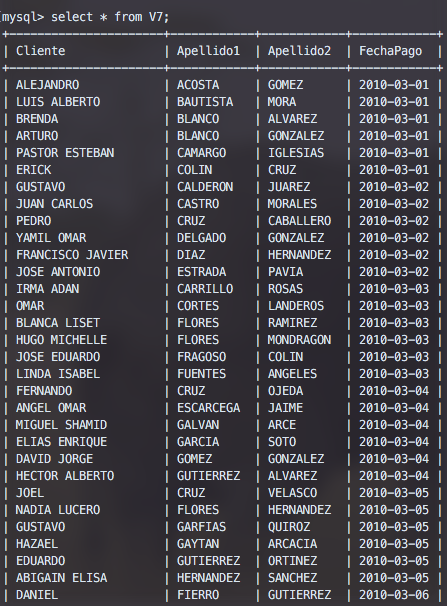 mysql> select * from V7;
+--------------------+-----------+-----------+------------+
| Cliente            | Apellido1 | Apellido2 | FechaPago  |
+--------------------+-----------+-----------+------------+
| ALEJANDRO          | ACOSTA    | GOMEZ     | 2010-03-01 |
| LUIS ALBERTO       | BAUTISTA  | MORA      | 2010-03-01 |
| BRENDA             | BLANCO    | ALVAREZ   | 2010-03-01 |
| ARTURO             | BLANCO    | GONZALEZ  | 2010-03-01 |
| PASTOR ESTEBAN     | CAMARGO   | IGLESIAS  | 2010-03-01 |
| ERICK              | COLIN     | CRUZ      | 2010-03-01 |
| GUSTAVO            | CALDERON  | JUAREZ    | 2010-03-02 |
| JUAN CARLOS        | CASTRO    | MORALES   | 2010-03-02 |
| PEDRO              | CRUZ      | CABALLERO | 2010-03-02 |
| YAMIL OMAR         | DELGADO   | GONZALEZ  | 2010-03-02 |
| FRANCISCO JAVIER   | DIAZ      | HERNANDEZ | 2010-03-02 |
| JOSE ANTONIO       | ESTRADA   | PAVIA     | 2010-03-02 |
| IRMA ADAN          | CARRILLO  | ROSAS     | 2010-03-03 |
| OMAR               | CORTES    | LANDEROS  | 2010-03-03 |
| BLANCA LISET       | FLORES    | RAMIREZ   | 2010-03-03 |
| HUGO MICHELLE      | FLORES    | MONDRAGON | 2010-03-03 |
| JOSE EDUARDO       | FRAGOSO   | COLIN     | 2010-03-03 |
| LINDA ISABEL       | FUENTES   | ANGELES   | 2010-03-03 |
| FERNANDO           | CRUZ      | OJEDA     | 2010-03-04 |
| ANGEL OMAR         | ESCARCEGA | JAIME     | 2010-03-04 |
| MIGUEL SHAMID      | GALVAN    | ARCE      | 2010-03-04 |
| ELIAS ENRIQUE      | GARCIA    | SOTO      | 2010-03-04 |
| DAVID JORGE        | GOMEZ     | GONZALEZ  | 2010-03-04 |
| HECTOR ALBERTO     | GUTIERREZ | ALVAREZ   | 2010-03-04 |
| JOEL               | CRUZ      | VELASCO   | 2010-03-05 |
| NADIA LUCERO       | FLORES    | HERNANDEZ | 2010-03-05 |
| GUSTAVO            | GARFIAS   | QUIROZ    | 2010-03-05 |
| HAZAEL             | GAYTAN    | ARCACIA   | 2010-03-05 |
| EDUARDO            | GUTIERREZ | ORTINEZ   | 2010-03-05 |
| ABIGAIN ELISA      | HERNANDEZ | SANCHEZ   | 2010-03-05 |
| DANIEL             | FIERRO    | GUTIERREZ | 2010-03-06 |